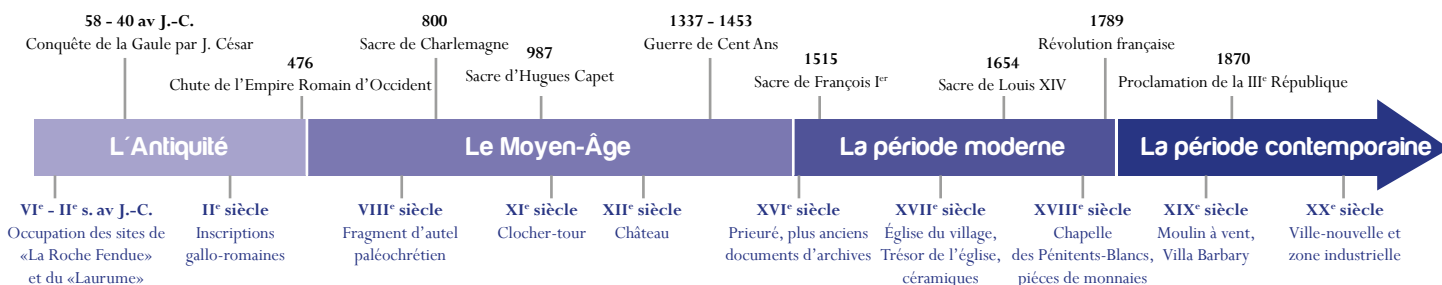 58 - 40 av J.-C.
Conquête de la Gaule par J. César
476
Chute de l'Empire Romain d'Occident
800
Sacre de Charlemagne
987
Sacre d'Hugues Capet
1337 - 1453
Guerre de Cent Ans
1515
Sacre de François Ier
1654
Sacre de Louis XIV
1789
Révolution française
1870
Proclamation de la IIIe République
L´Antiquité
Le Moyen-Âge
La période moderne
La période contemporaine
VIe - IIe s. av J.-C.
Occupation des sites de
«La Roche Fendue»
et du «Laurume»
IIe siècle
Inscriptions
gallo-romaines
VIIIe siècle
Fragment d'autel
paléochrétien
XIe siècle
Clocher-tour
XIIe siècle
Château
XVIe siècle
Prieuré, plus anciens
documents d'archives
XVIIe siècle
Église du village,
Trésor de l'église,
céramiques
XVIIIe siècle
Chapelle
des Pénitents-Blancs,
piéces de monnaies
XIXe siècle
Moulin à vent,
Villa Barbary
XXe siècle
Ville-nouvelle et
zone industrielle